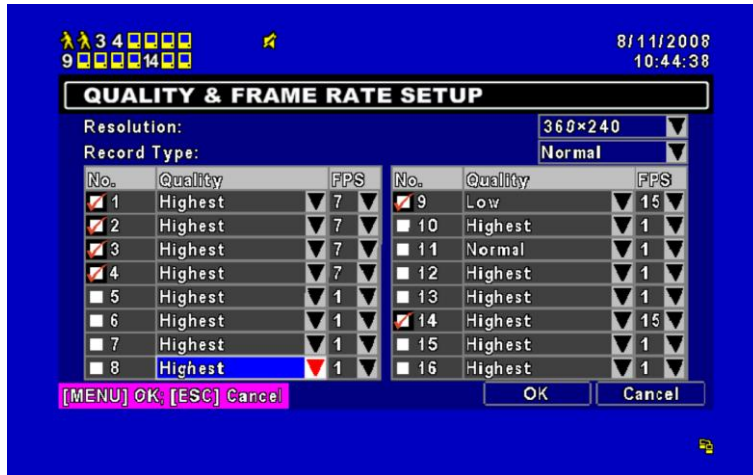 3 4 8/11/2008
9 14 10:44:38
QUALITY & FRAME RATE SETUP
Resolution: 360×240
Record Type: Normal
No. Quality FPS No. Quality FPS
1 Highest 7 9 Low 15
2 Highest 7 10 Highest 1
3 Highest 7 11 Normal 1
4 Highest 7 12 Highest 1
5 Highest 1 13 Highest 1
6 Highest 1 14 Highest 15
7 Highest 1 15 Highest 1
8 Highest 1 16 Highest 1
[MENU] OK; [ESC] Cancel OK Cancel